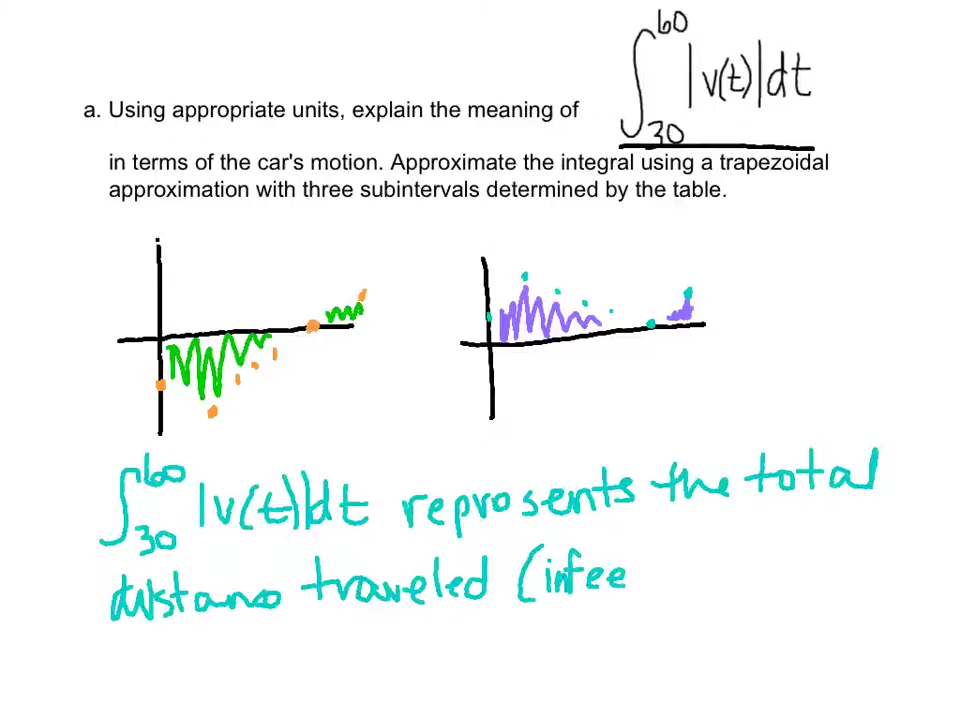 ∫₃₀⁶⁰ |v(t)|dt
a. Using appropriate units, explain the meaning of
in terms of the car's motion. Approximate the integral using a trapezoidal
approximation with three subintervals determined by the table.
∫₃₀⁶⁰ |v(t)|dt represents the total
distance traveled (in fee